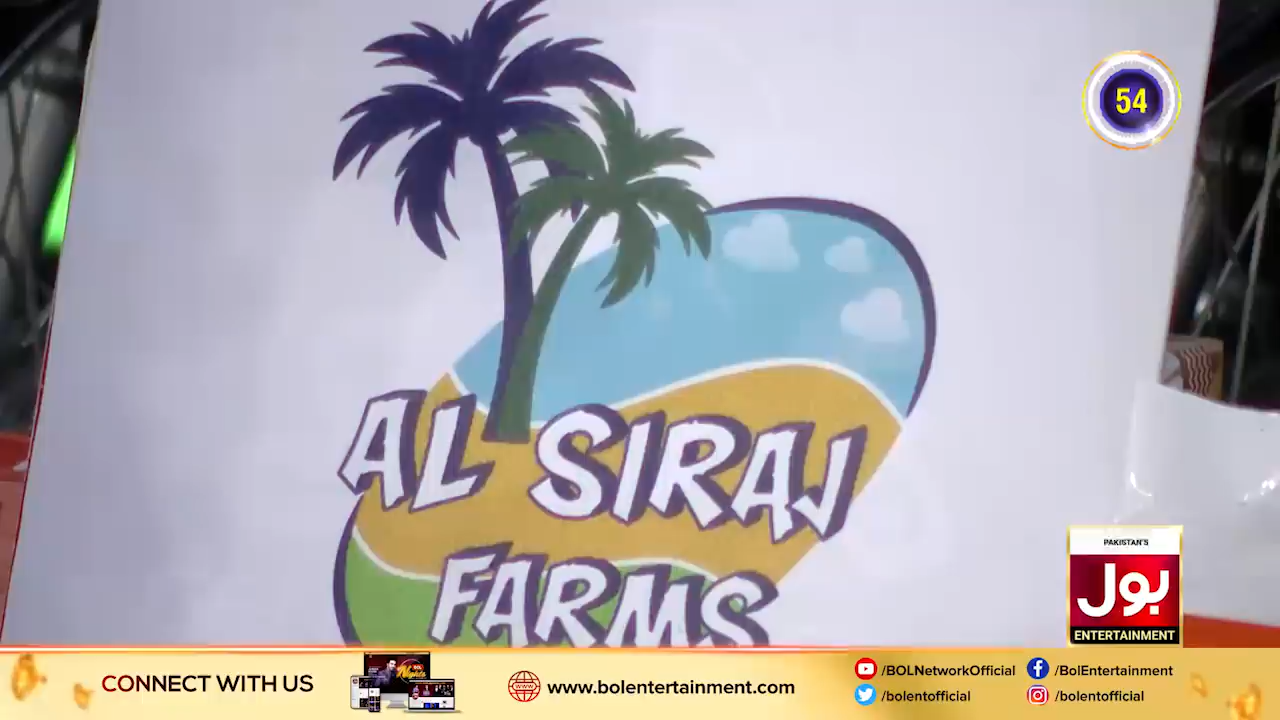 54
AL SIRAJ
FARMS
PAKISTAN'S
بول
ENTERTAINMENT
CONNECT WITH US
www.bolentertainment.com
/BOLNetworkOfficial
/BolEntertainment
/bolentofficial
/bolentofficial